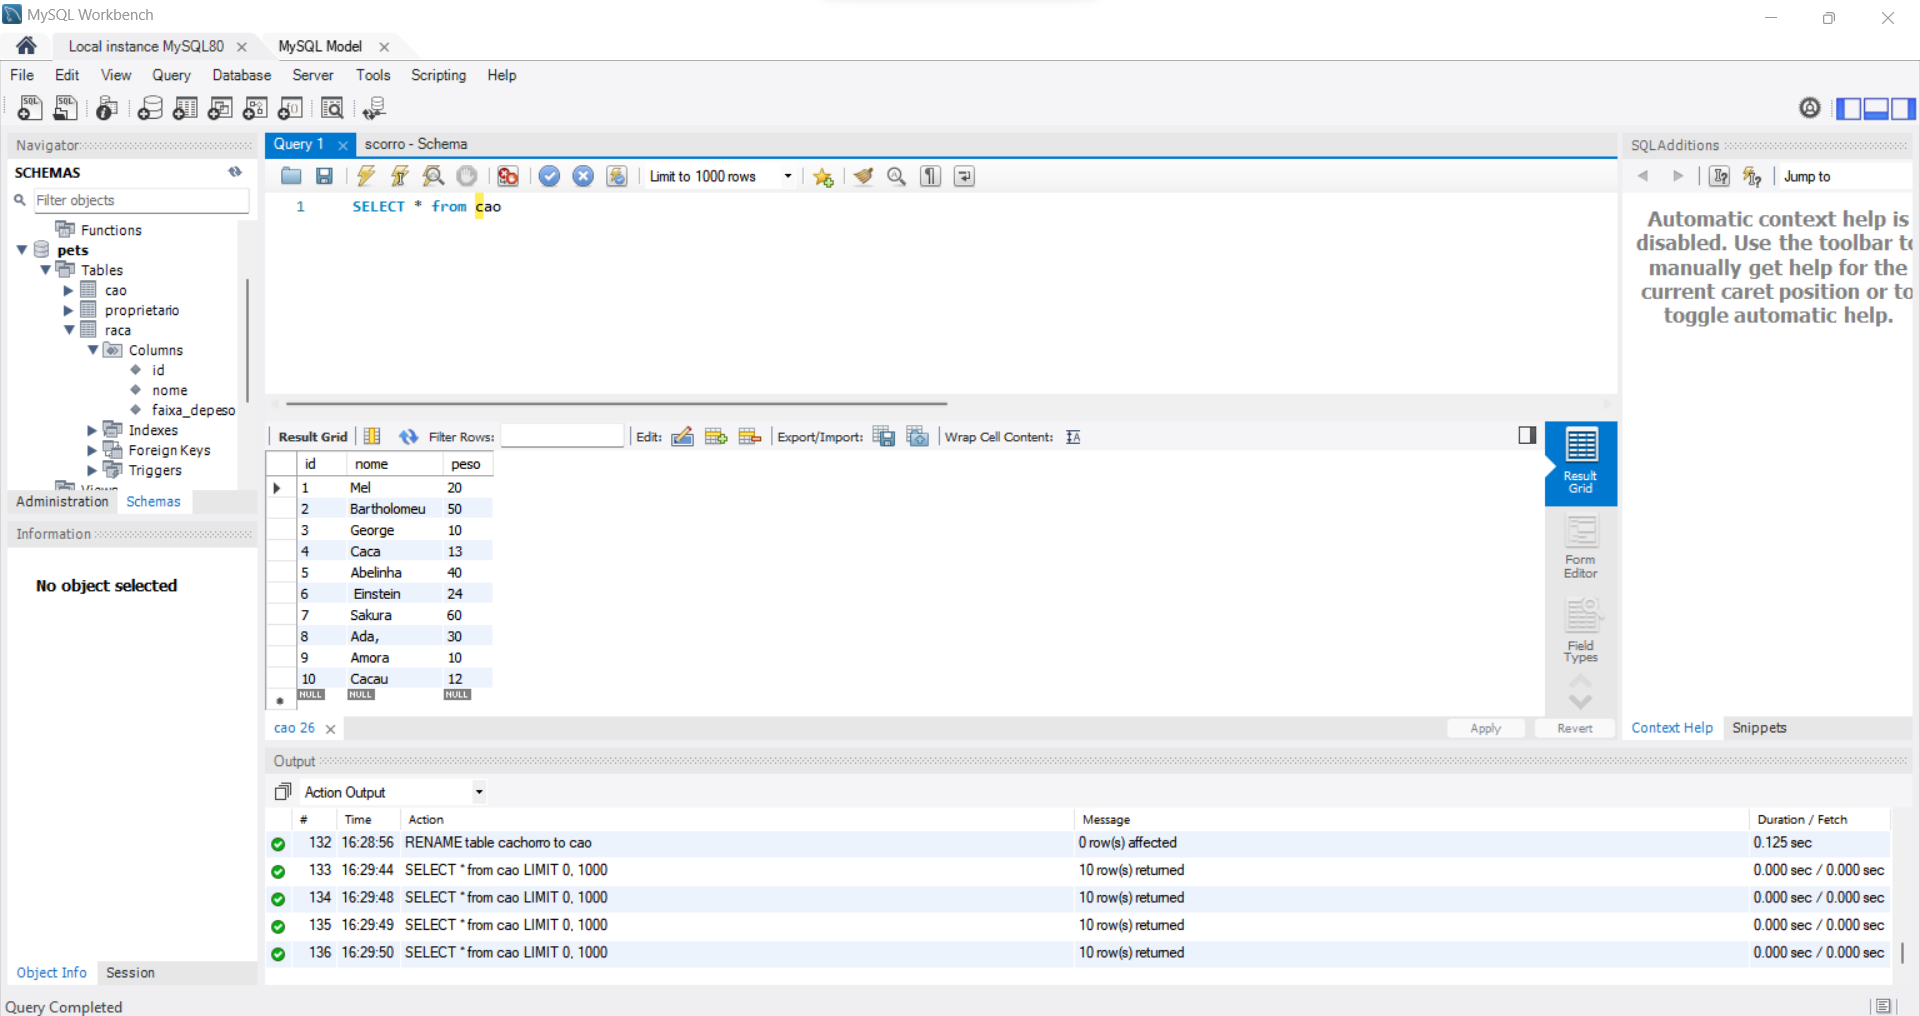 MySQL Workbench
Local instance MySQL80
MySQL Model
File Edit View Query Database Server Tools Scripting Help
Navigator
SCHEMAS
Filter objects
Functions
pets
Tables
cao
proprietario
raca
Columns
id
nome
faixa_depeso
Indexes
Foreign Keys
Triggers
Views
Administration Schemas
Information
No object selected
Object Info Session
Query 1
scorro - Schema
Limit to 1000 rows
1 SELECT * from cao
Result Grid Filter Rows: Edit: Export/Import: Wrap Cell Content:
id nome peso
1 Mel 20
2 Bartholomeu 50
3 George 10
4 Caca 13
5 Abelinha 40
6 Einstein 24
7 Sakura 60
8 Ada, 30
9 Amora 10
10 Cacau 12
NULL NULL NULL
Result
Grid
Form
Editor
Field
Types
cao 26
Apply Revert
SQLAdditions
Jump to
Automatic context help is
disabled. Use the toolbar to
manually get help for the
current caret position or to
toggle automatic help.
Context Help Snippets
Output
Action Output
# Time Action Message Duration / Fetch
132 16:28:56 RENAME table cachorro to cao 0 row(s) affected 0.125 sec
133 16:29:44 SELECT * from cao LIMIT 0, 1000 10 row(s) returned 0.000 sec / 0.000 sec
134 16:29:48 SELECT * from cao LIMIT 0, 1000 10 row(s) returned 0.000 sec / 0.000 sec
135 16:29:49 SELECT * from cao LIMIT 0, 1000 10 row(s) returned 0.000 sec / 0.000 sec
136 16:29:50 SELECT * from cao LIMIT 0, 1000 10 row(s) returned 0.000 sec / 0.000 sec
Query Completed